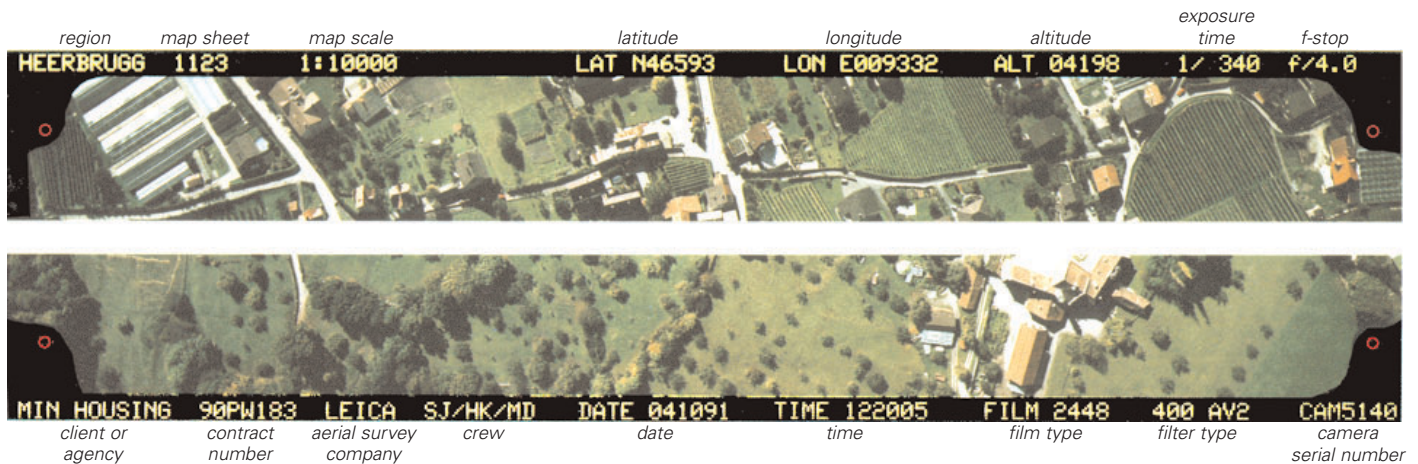 exposure
region map sheet map scale latitude longitude altitude time f-stop
HEERBRUGG 1123 1:10000 LAT N46593 LON E009332 ALT 04198 1/ 340 f/4.0
MIN HOUSING 90PW183 LEICA SJ/HK/MD DATE 041091 TIME 122005 FILM 2448 400 AV2 CAM5140
client or contract aerial survey crew date time film type filter type camera
agency number company serial number